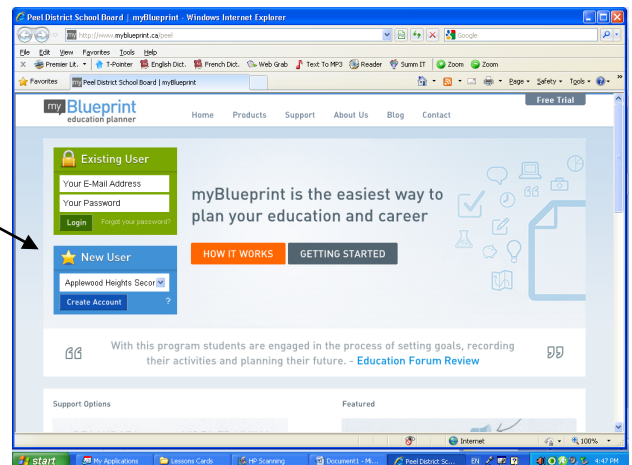 Peel District School Board | myBlueprint - Windows Internet Explorer
http://www.myblueprint.ca/peel
Google
File Edit View Favorites Tools Help
X Premier Lit. T-Pointer English Dict. French Dict. Web Grab Text To MP3 Reader Summ IT Zoom Zoom
Favorites Peel District School Board | myBlueprint Page Safety Tools
my Blueprint
education planner
Home Products Support About Us Blog Contact
Free Trial
Existing User
Your E-Mail Address
Your Password
Login Forgot your password?
New User
Applewood Heights Secor
Create Account ?
myBlueprint is the easiest way to
plan your education and career
HOW IT WORKS GETTING STARTED
With this program students are engaged in the process of setting goals, recording
their activities and planning their future. - Education Forum Review
Support Options Featured
Internet 100%
start My Applications Lessons Cards HP Scanning Document1 - Mi... Peel District Sc... EN 4:47 PM